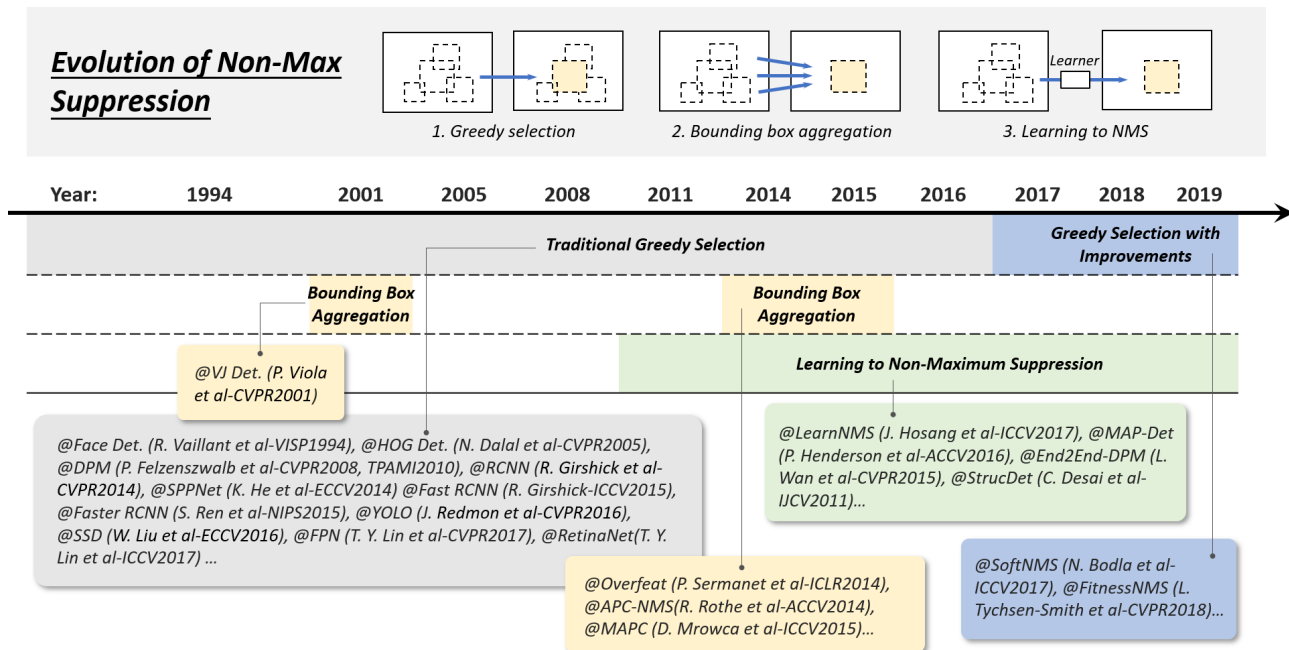 Evolution of Non-Max
Suppression
Learner
1. Greedy selection
2. Bounding box aggregation
3. Learning to NMS
Year: 1994 2001 2005 2008 2011 2014 2015 2016 2017 2018 2019
Traditional Greedy Selection
Greedy Selection with
Improvements
Bounding Box
Aggregation
Bounding Box
Aggregation
Learning to Non-Maximum Suppression
@VJ Det. (P. Viola
et al-CVPR2001)
@Face Det. (R. Vaillant et al-VISP1994), @HOG Det. (N. Dalal et al-CVPR2005),
@DPM (P. Felzenszwalb et al-CVPR2008, TPAMI2010), @RCNN (R. Girshick et al-
CVPR2014), @SPPNet (K. He et al-ECCV2014) @Fast RCNN (R. Girshick-ICCV2015),
@Faster RCNN (S. Ren et al-NIPS2015), @YOLO (J. Redmon et al-CVPR2016),
@SSD (W. Liu et al-ECCV2016), @FPN (T. Y. Lin et al-CVPR2017), @RetinaNet(T. Y.
Lin et al-ICCV2017) ...
@LearnNMS (J. Hosang et al-ICCV2017), @MAP-Det
(P. Henderson et al-ACCV2016), @End2End-DPM (L.
Wan et al-CVPR2015), @StrucDet (C. Desai et al-
IJCV2011)...
@Overfeat (P. Sermanet et al-ICLR2014),
@APC-NMS(R. Rothe et al-ACCV2014),
@MAPC (D. Mrowca et al-ICCV2015)...
@SoftNMS (N. Bodla et al-
ICCV2017), @FitnessNMS (L.
Tychsen-Smith et al-CVPR2018)...